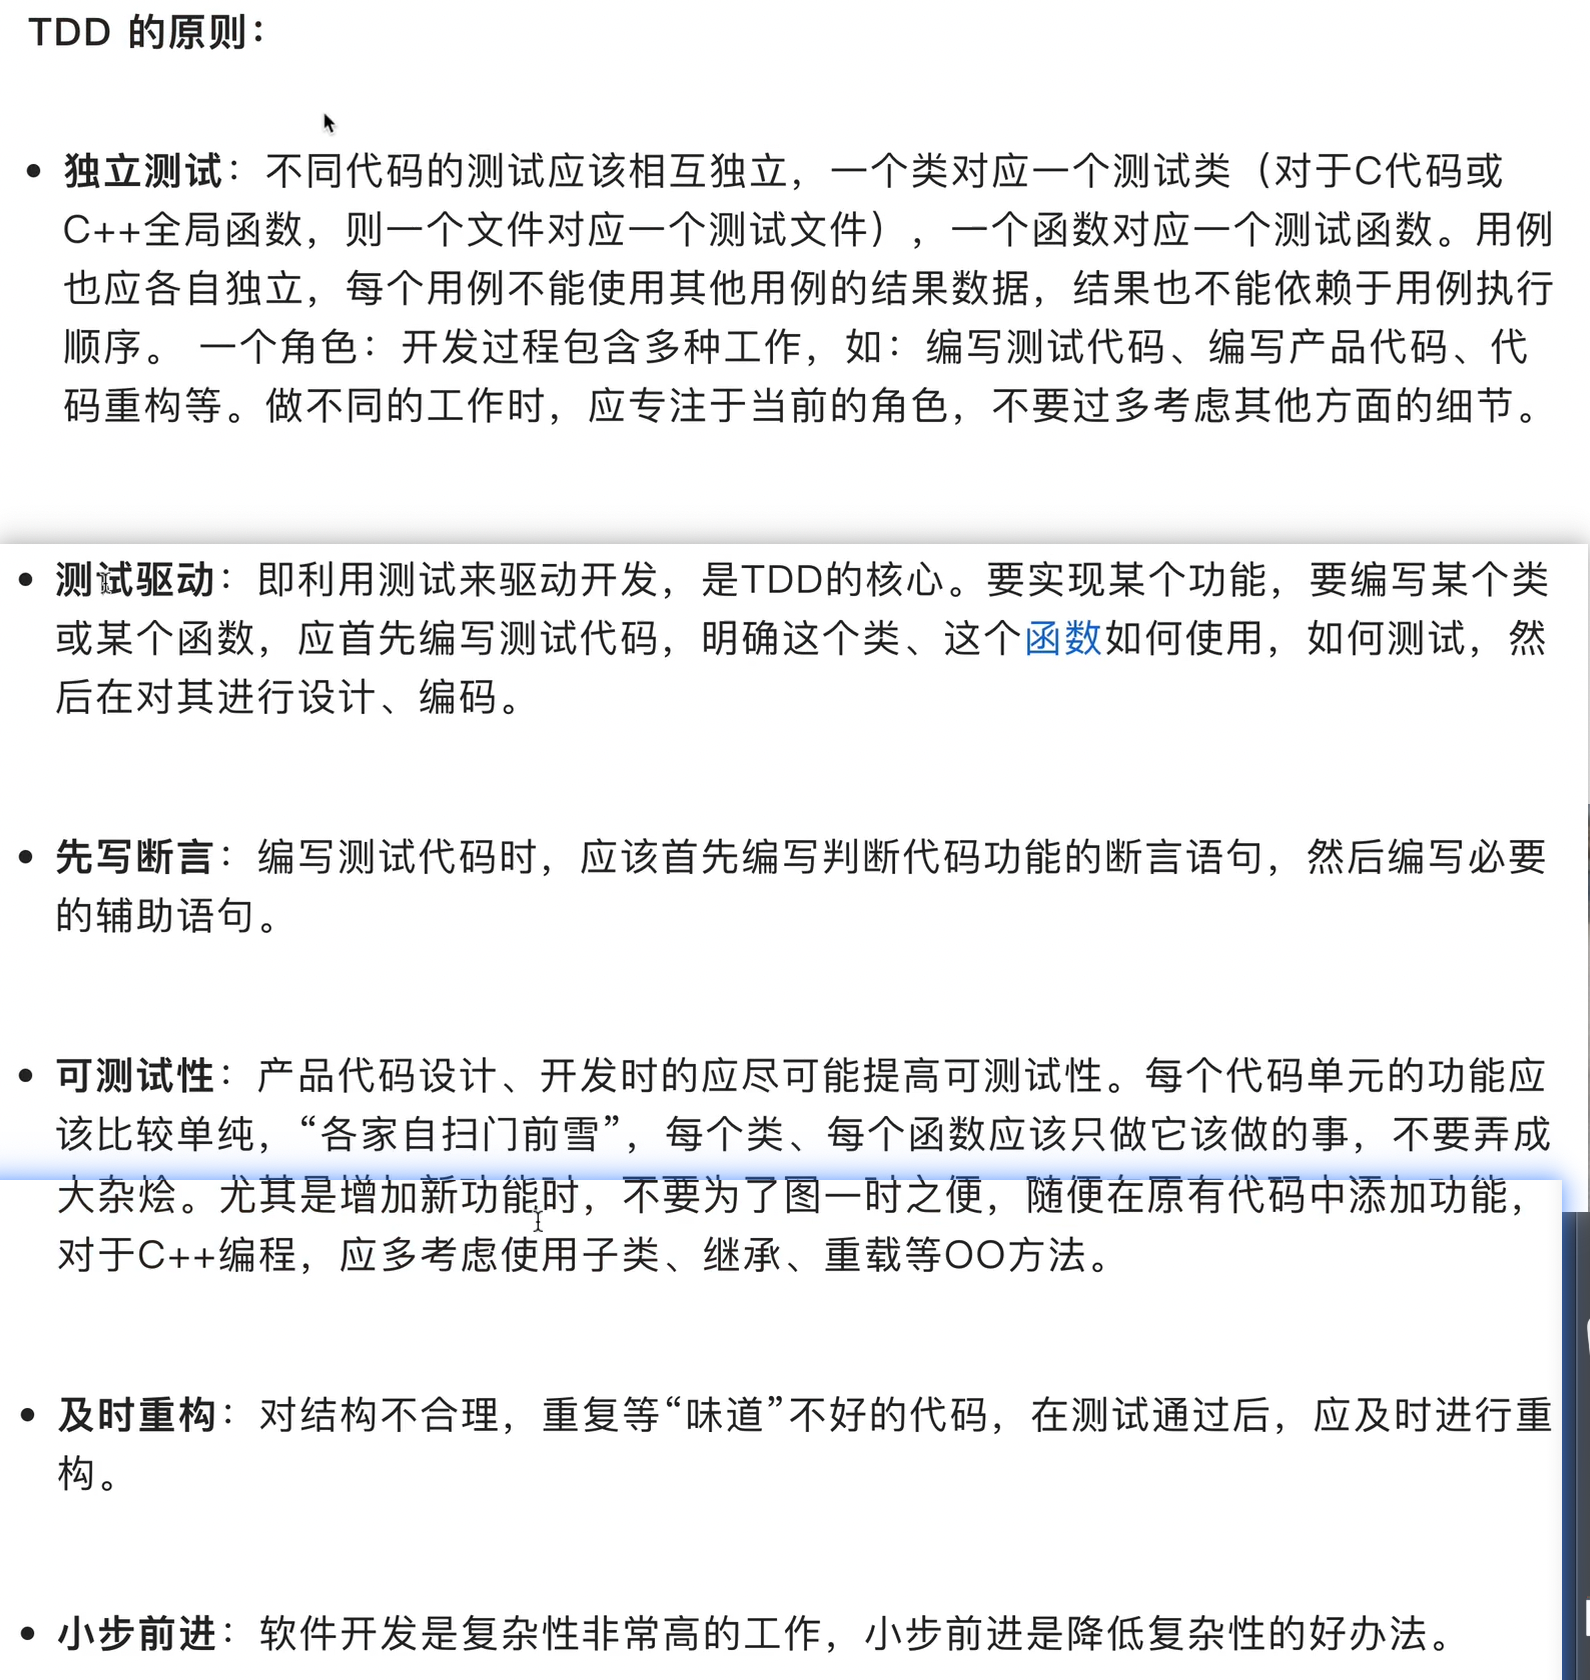 TDD 的原则：
• 独立测试：不同代码的测试应该相互独立，一个类对应一个测试类（对于C代码或
C++全局函数，则一个文件对应一个测试文件），一个函数对应一个测试函数。用例
也应各自独立，每个用例不能使用其他用例的结果数据，结果也不能依赖于用例执行
顺序。 一个角色：开发过程包含多种工作，如：编写测试代码、编写产品代码、代
码重构等。做不同的工作时，应专注于当前的角色，不要过多考虑其他方面的细节。
• 测试驱动：即利用测试来驱动开发，是TDD的核心。要实现某个功能，要编写某个类
或某个函数，应首先编写测试代码，明确这个类、这个函数如何使用，如何测试，然
后在对其进行设计、编码。
• 先写断言：编写测试代码时，应该首先编写判断代码功能的断言语句，然后编写必要
的辅助语句。
• 可测试性：产品代码设计、开发时的应尽可能提高可测试性。每个代码单元的功能应
该比较单纯，“各家自扫门前雪”，每个类、每个函数应该只做它该做的事，不要弄成
大杂烩。尤其是增加新功能时，不要为了图一时之便，随便在原有代码中添加功能，
对于C++编程，应多考虑使用子类、继承、重载等OO方法。
• 及时重构：对结构不合理，重复等“味道”不好的代码，在测试通过后，应及时进行重
构。
• 小步前进：软件开发是复杂性非常高的工作，小步前进是降低复杂性的好办法。